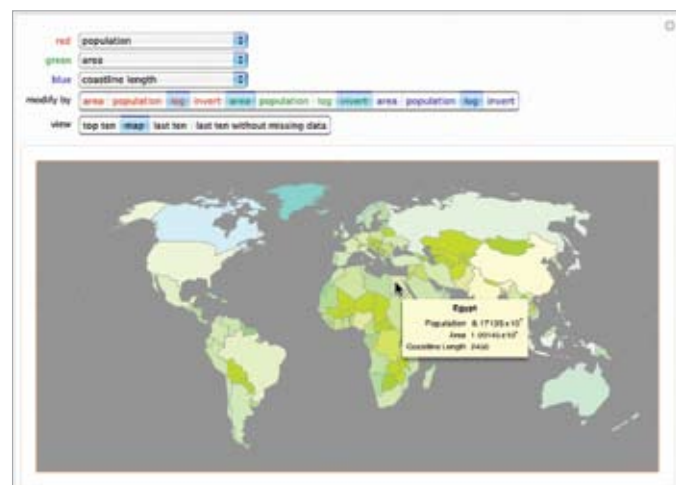 red population
green area
blue coastline length
modify by area population log invert area population log invert area population log invert
view top ten map last ten last ten without missing data
Egypt
Population
Area
Coastline Length 2450